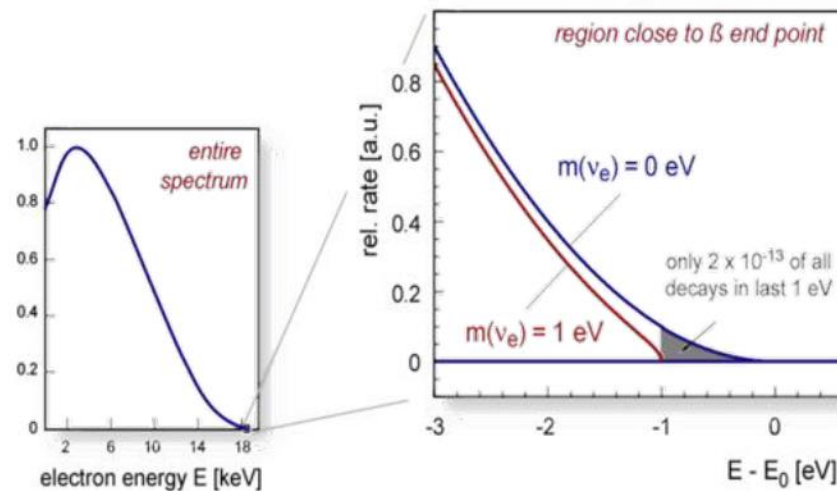 entire
spectrum
1.0
0.8
0.6
0.4
0.2
0
2
6
10
14
18
electron energy E [keV]
region close to ß end point
rel. rate [a.u.]
0.8
0.6
0.4
0.2
0
m(νe) = 0 eV
only 2 x 10⁻¹³ of all
decays in last 1 eV
m(νe) = 1 eV
-3
-2
-1
0
E - E₀ [eV]